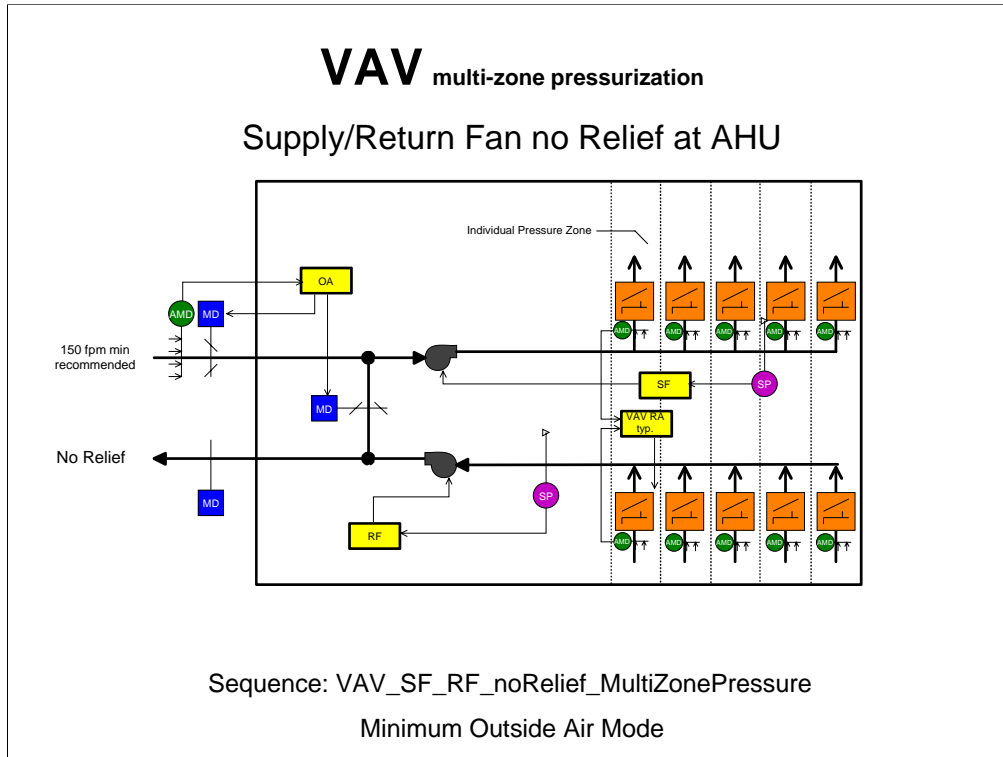 VAV multi-zone pressurization
Supply/Return Fan no Relief at AHU
Individual Pressure Zone
OA
AMD
MD
AMD
AMD
AMD
AMD
AMD
150 fpm min
recommended
SF
SP
MD
VAV RA
typ.
No Relief
MD
SP
RF
AMD
AMD
AMD
AMD
AMD
Sequence: VAV_SF_RF_noRelief_MultiZonePressure
Minimum Outside Air Mode